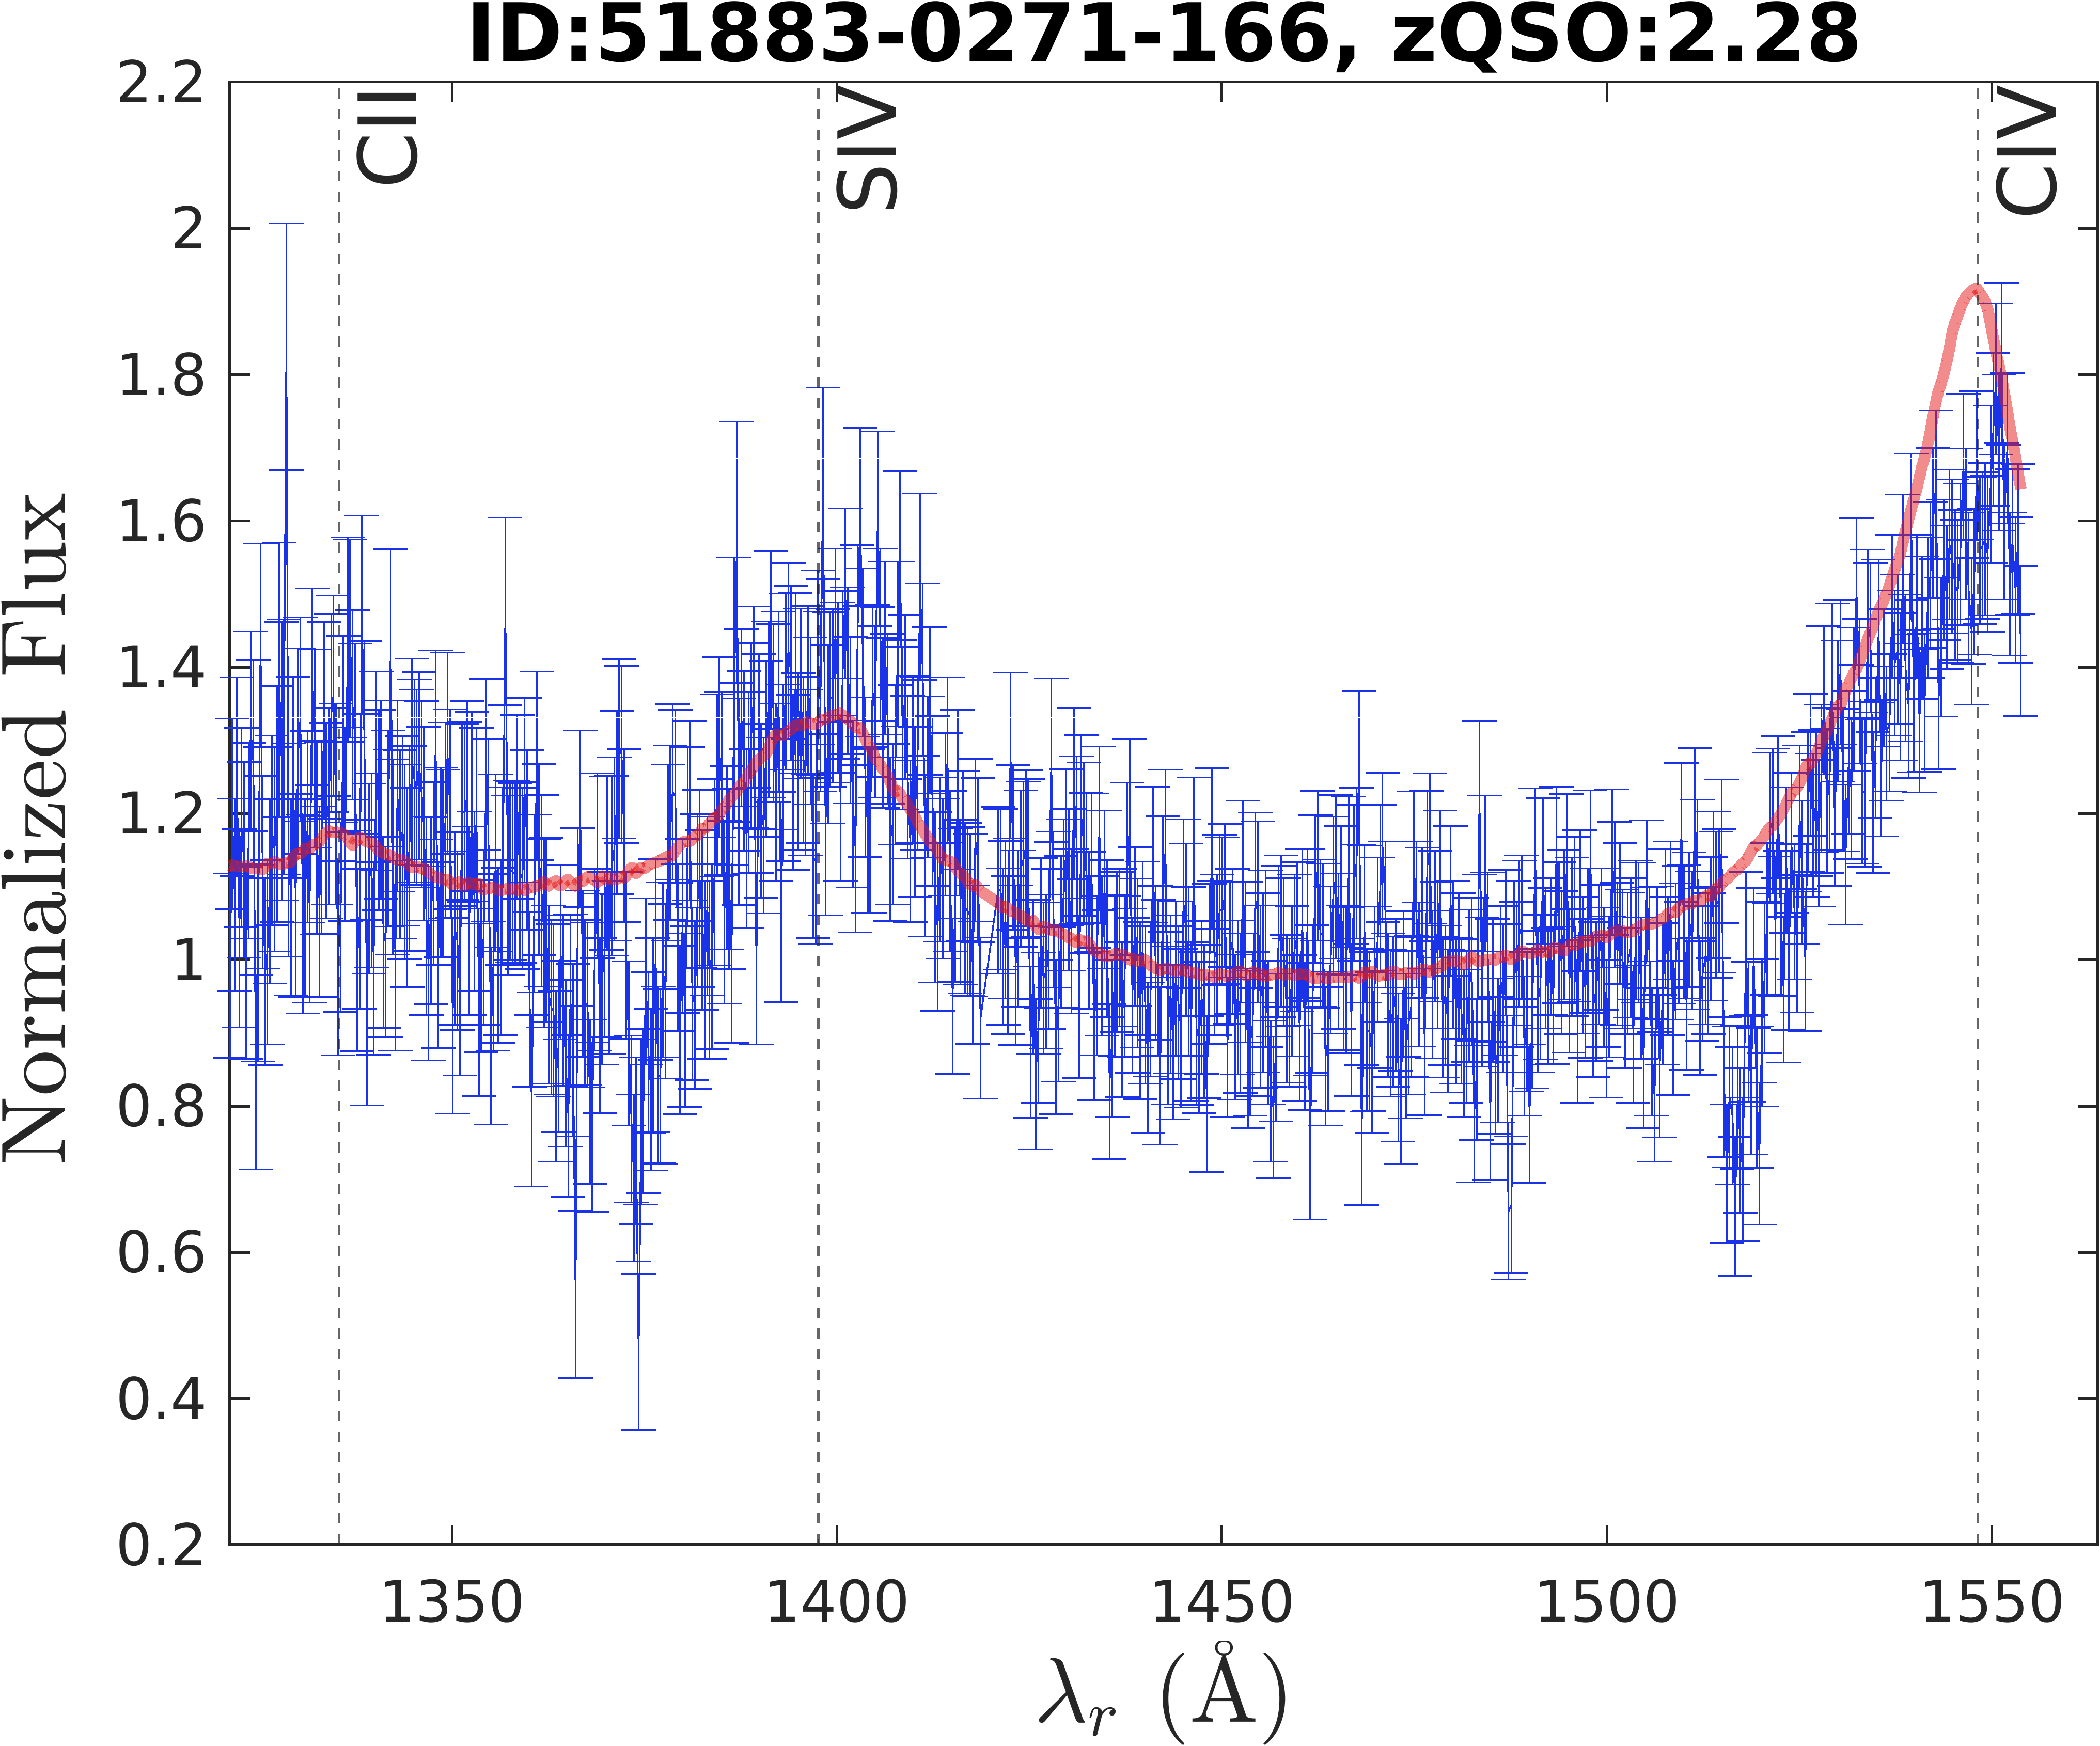 ID:51883-0271-166, zQSO:2.28
CII
SIV
CIV
2.2
2
1.8
1.6
1.4
1.2
1
0.8
0.6
0.4
0.2
Normalized Flux
1350 1400 1450 1500 1550
λr (Å)